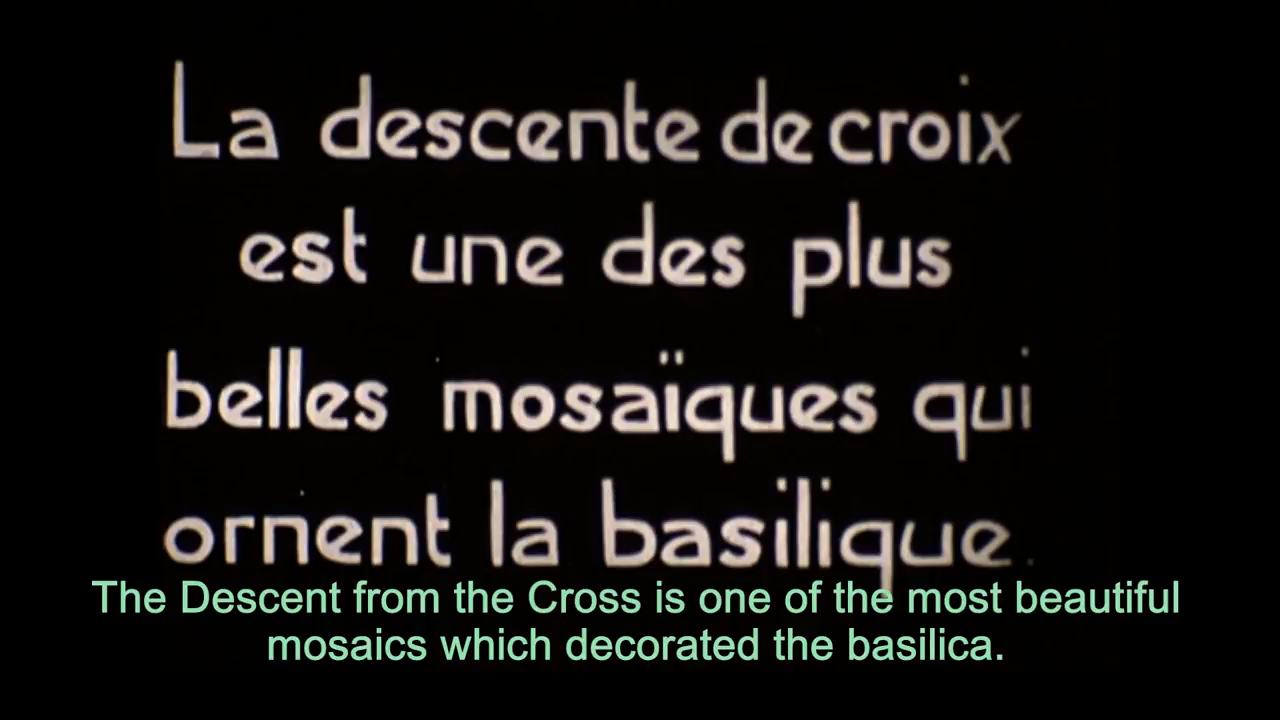 La descente de croix
est une des plus
belles mosaïques qui
ornent la basilique.
The Descent from the Cross is one of the most beautiful
mosaics which decorated the basilica.